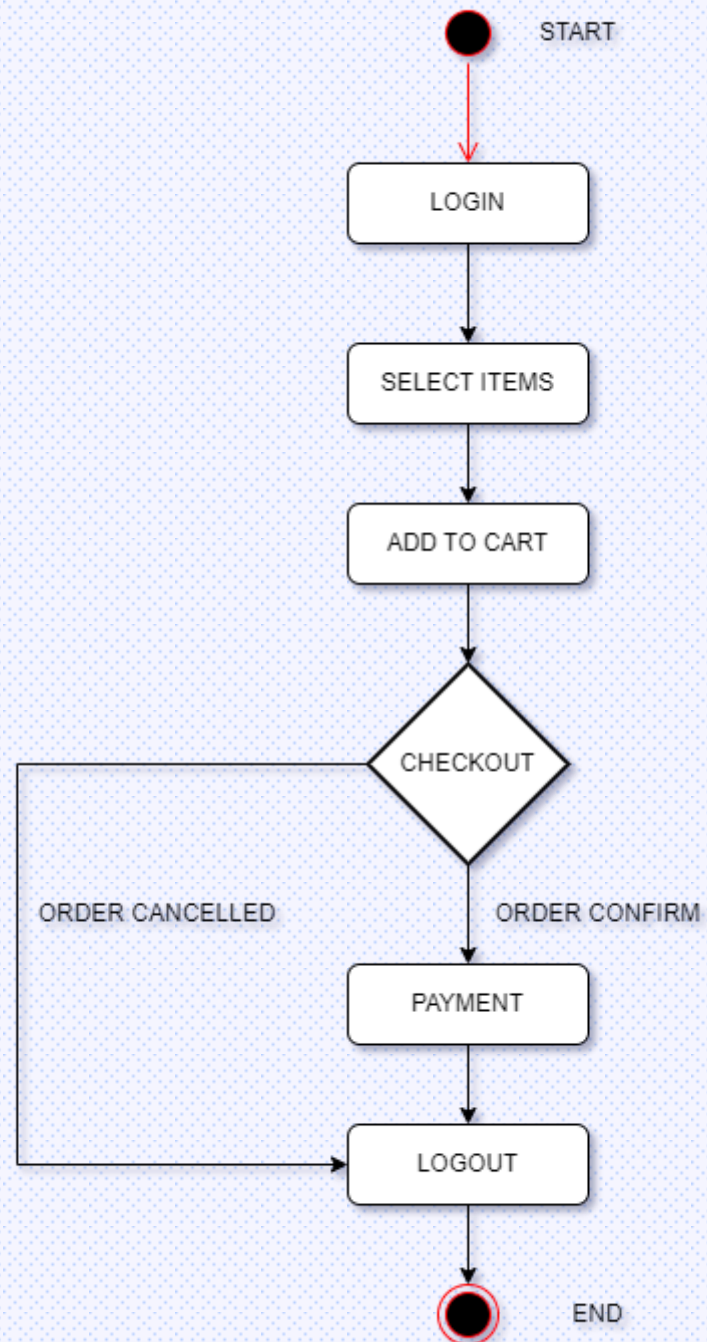 START
LOGIN
SELECT ITEMS
ADD TO CART
CHECKOUT
ORDER CANCELLED
ORDER CONFIRM
PAYMENT
LOGOUT
END